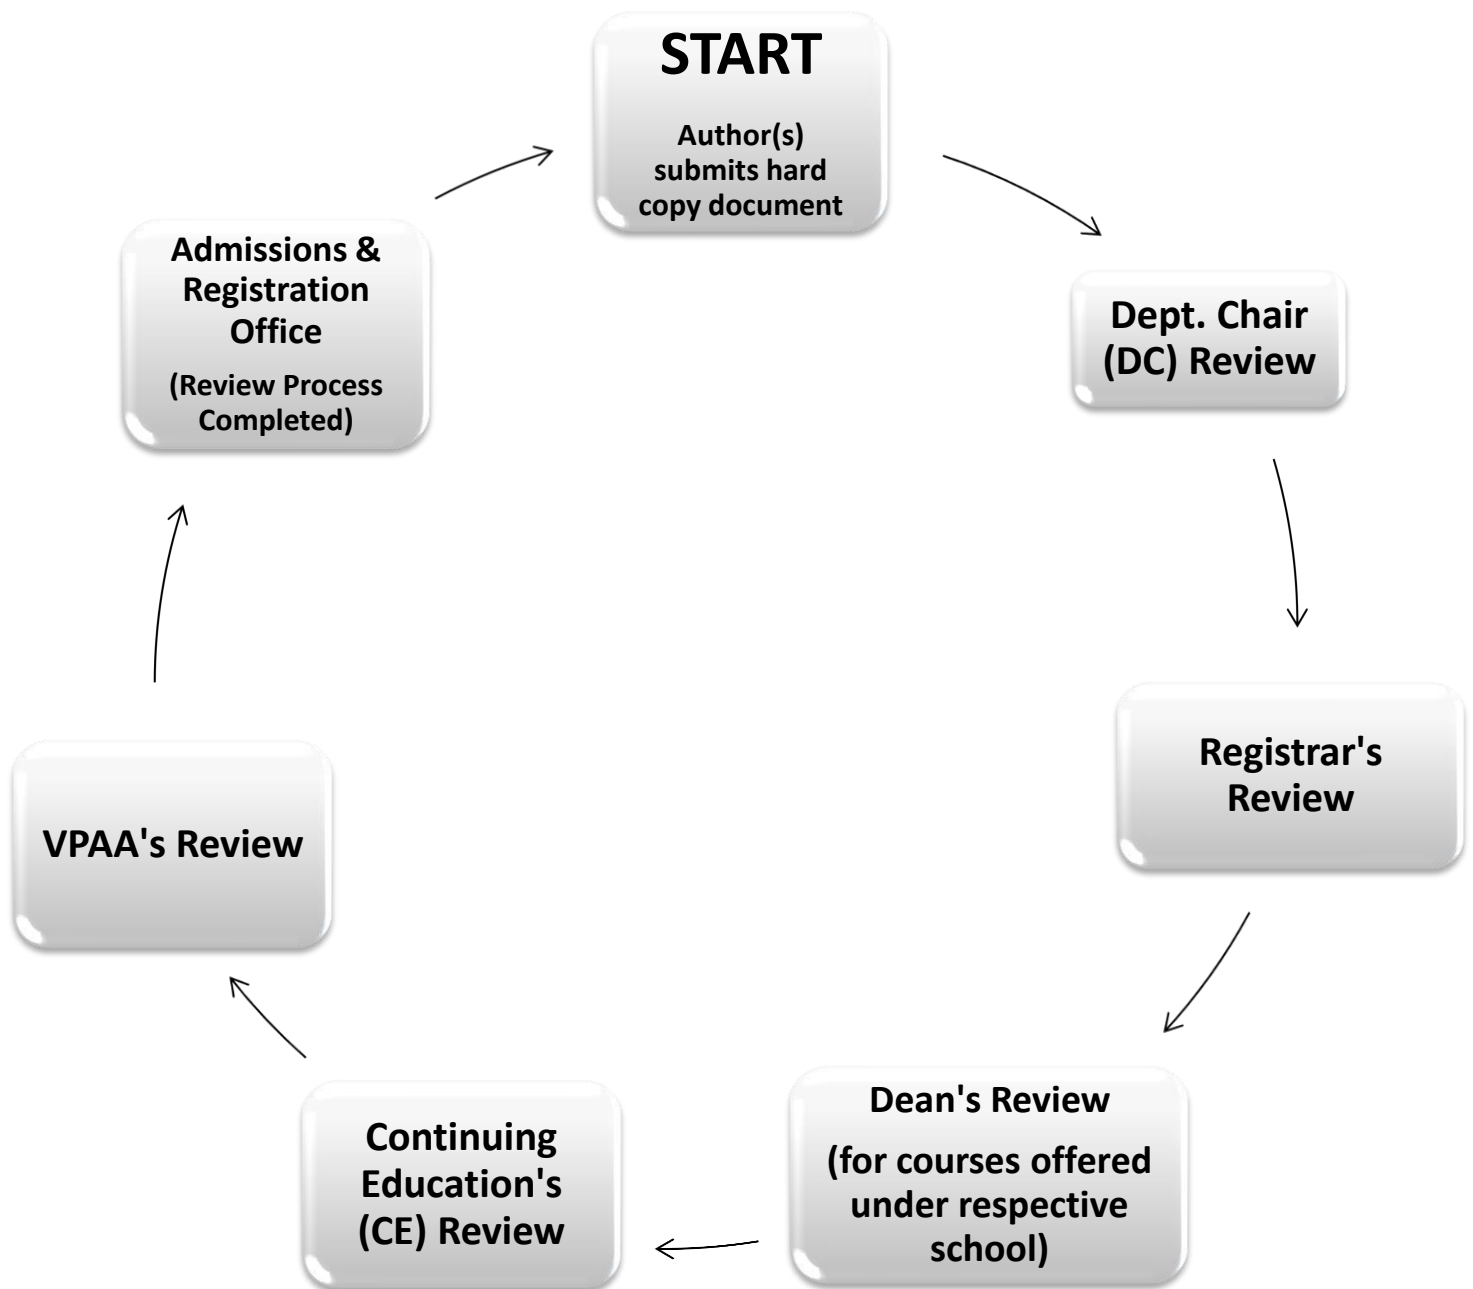 START
Author(s)
submits hard
copy document
Dept. Chair
(DC) Review
Registrar's
Review
Dean's Review
(for courses offered
under respective
school)
Continuing
Education's
(CE) Review
VPAA's Review
Admissions &
Registration
Office
(Review Process
Completed)